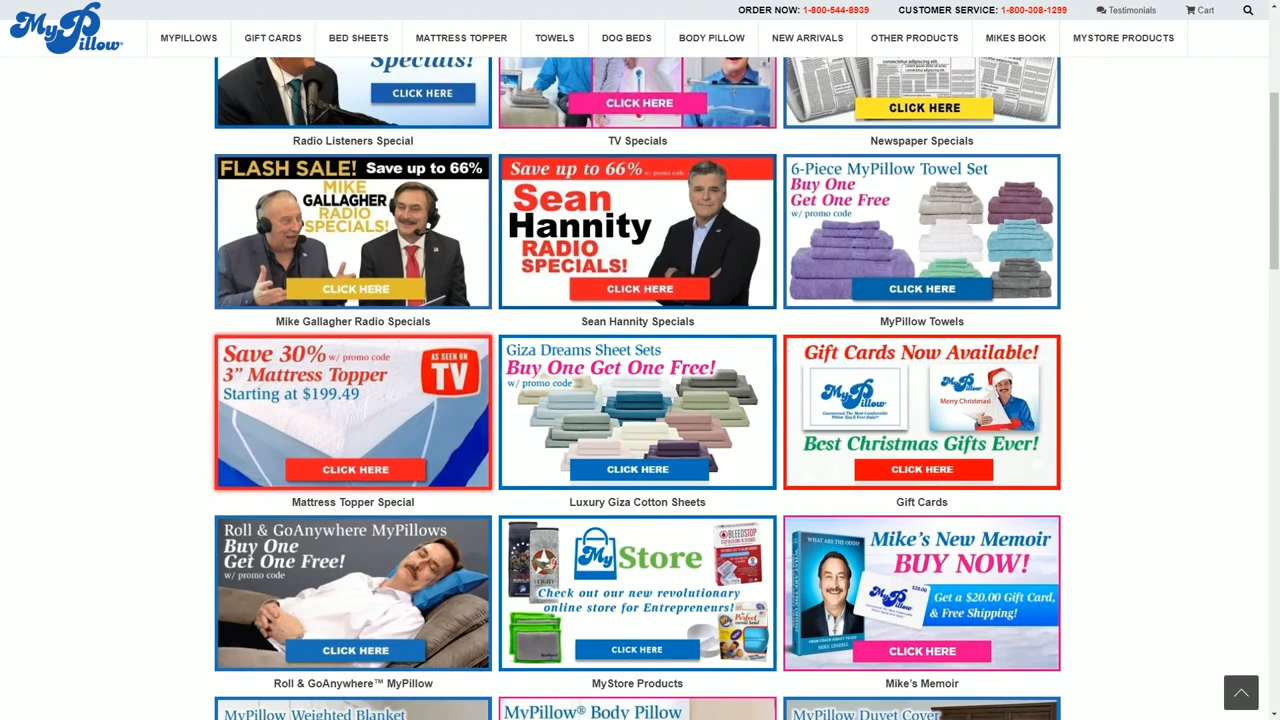 ORDER NOW: 1-800-544-8939 CUSTOMER SERVICE: 1-800-308-1299 Testimonials Cart
MyPillow®
MYPILLOWS GIFT CARDS BED SHEETS MATTRESS TOPPER TOWELS DOG BEDS BODY PILLOW NEW ARRIVALS OTHER PRODUCTS MIKES BOOK MYSTORE PRODUCTS
Specials!
CLICK HERE
Radio Listeners Special
CLICK HERE
TV Specials
CLICK HERE
Newspaper Specials
FLASH SALE! Save up to 66%
MIKE
GALLAGHER
RADIO
SPECIALS!
CLICK HERE
Mike Gallagher Radio Specials
Save up to 66% w/ promo code
Sean
Hannity
RADIO
SPECIALS!
CLICK HERE
Sean Hannity Specials
6-Piece MyPillow Towel Set
Buy One
Get One Free
w/ promo code
CLICK HERE
MyPillow Towels
Save 30% w/ promo code
3” Mattress Topper
Starting at $199.49
AS SEEN ON
TV
CLICK HERE
Mattress Topper Special
Giza Dreams Sheet Sets
Buy One Get One Free!
w/ promo code
CLICK HERE
Luxury Giza Cotton Sheets
Gift Cards Now Available!
MyPillow
MyPillow
Merry Christmas!
Best Christmas Gifts Ever!
CLICK HERE
Gift Cards
Roll & GoAnywhere MyPillows
Buy One
Get One Free!
w/ promo code
CLICK HERE
Roll & GoAnywhere™ MyPillow
My Store
BLEEDSTOP
Check out our new revolutionary
online store for Entrepreneurs!
CLICK HERE
MyStore Products
WHAT ARE THE ODDS?
MIKE LINDELL
Mike's New Memoir
BUY NOW!
MyPillow
$20.00
Get a $20.00 Gift Card,
& Free Shipping!
CLICK HERE
Mike’s Memoir
MyPillow Weighted Blanket
MyPillow® Body Pillow
MyPillow Duvet Cover